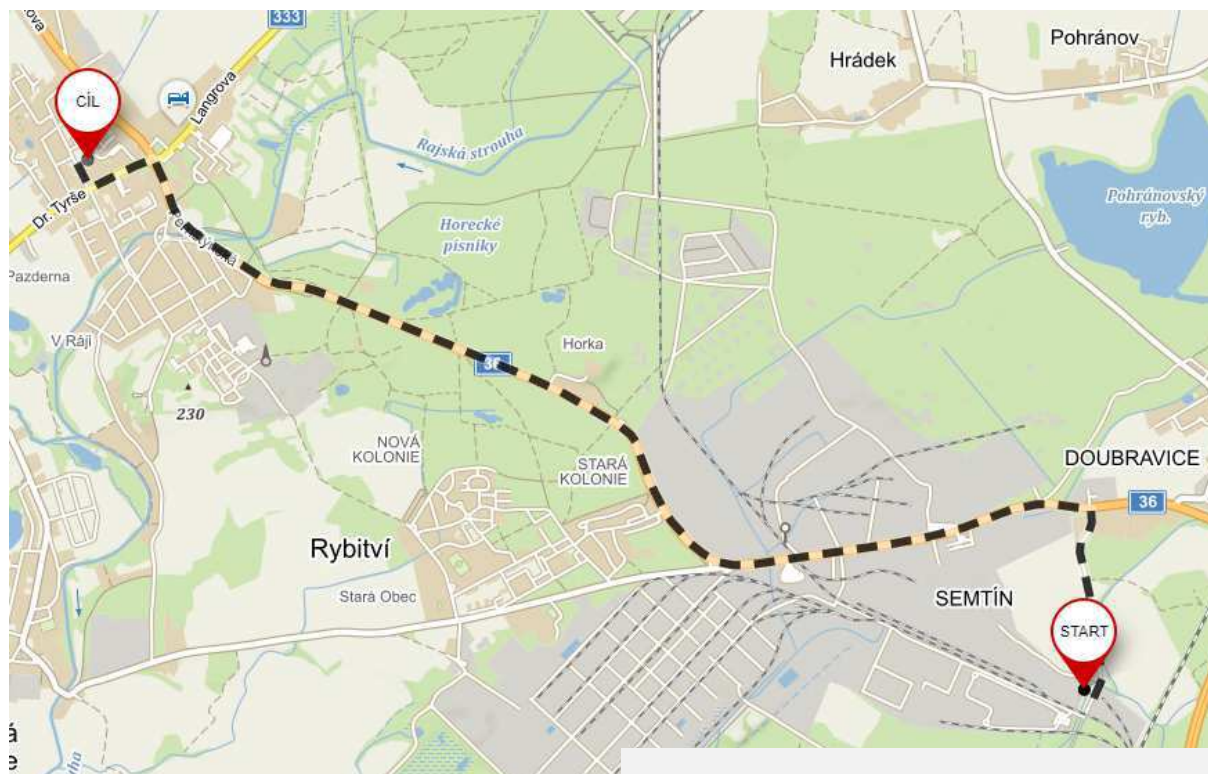 333
Pohránov
Hrádek
CÍL
Langrova
Rajská strouha
Pohránovský
ryb.
Dr. Tyrše
Horecké
písníky
Pazderna
V Ráji
Horka
36
230
NOVÁ
KOLONIE
STARÁ
KOLONIE
DOUBRAVICE
36
Rybitví
Stará Obec
SEMTÍN
START
á
e